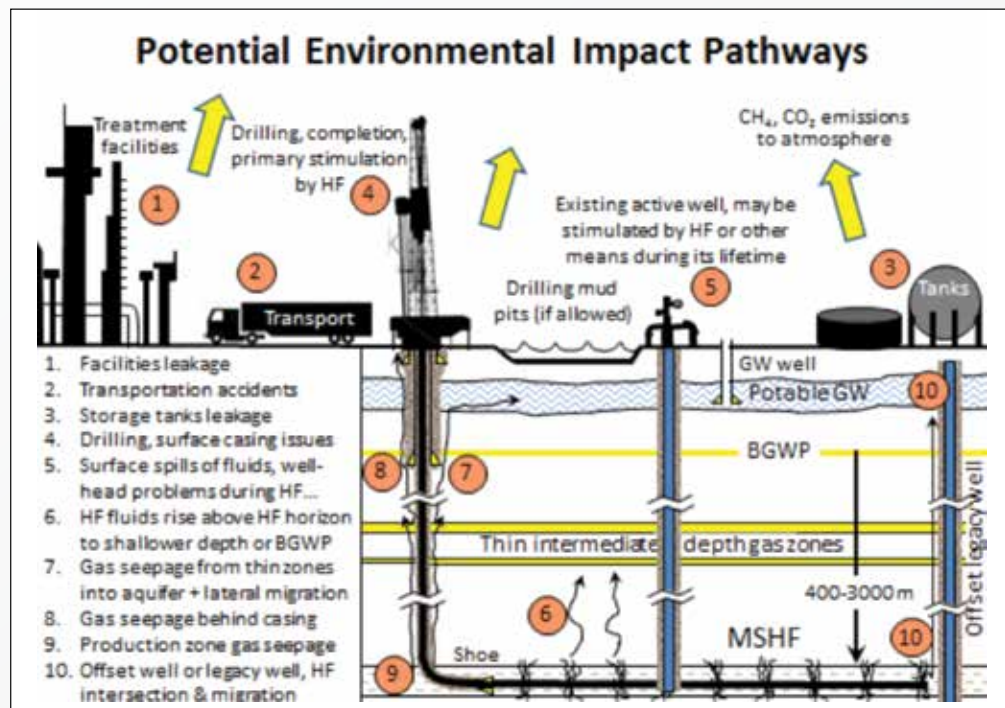 Potential Environmental Impact Pathways
Treatment
facilities
1
Drilling, completion,
primary stimulation
by HF
4
CH₄, CO₂ emissions
to atmosphere
Existing active well, may be
stimulated by HF or other
means during its lifetime
5
3
2
Transport
Drilling mud
pits (if allowed)
Tanks
1. Facilities leakage
2. Transportation accidents
3. Storage tanks leakage
4. Drilling, surface casing issues
5. Surface spills of fluids, well-
head problems during HF...
6. HF fluids rise above HF horizon
to shallower depth or BGWP
7. Gas seepage from thin zones
into aquifer + lateral migration
8. Gas seepage behind casing
9. Production zone gas seepage
10. Offset well or legacy well, HF
intersection & migration
GW well
Potable GW
10
BGWP
8
7
Thin intermediate depth gas zones
6
400-3000 m
MSHF
10
Offset legacy well
Shoe
9